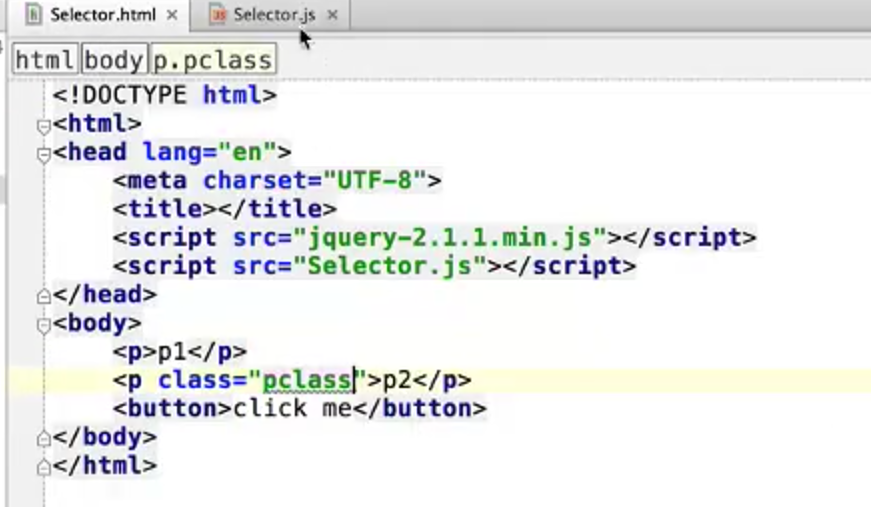 Selector.html × Selector.js ×
html body p.pclass
<!DOCTYPE html>
<html>
<head lang="en">
    <meta charset="UTF-8">
    <title></title>
    <script src="jquery-2.1.1.min.js"></script>
    <script src="Selector.js"></script>
</head>
<body>
    <p>p1</p>
    <p class="pclass">p2</p>
    <button>click me</button>
</body>
</html>